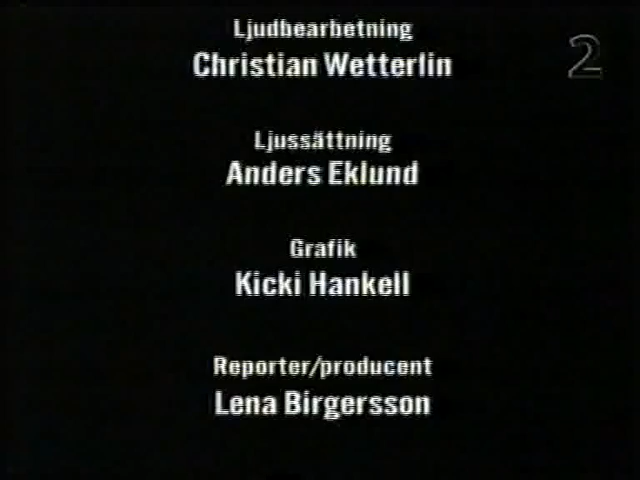 Ljudbearbetning
Christian Wetterlin
2
Ljussättning
Anders Eklund
Grafik
Kicki Hankell
Reporter/producent
Lena Birgersson